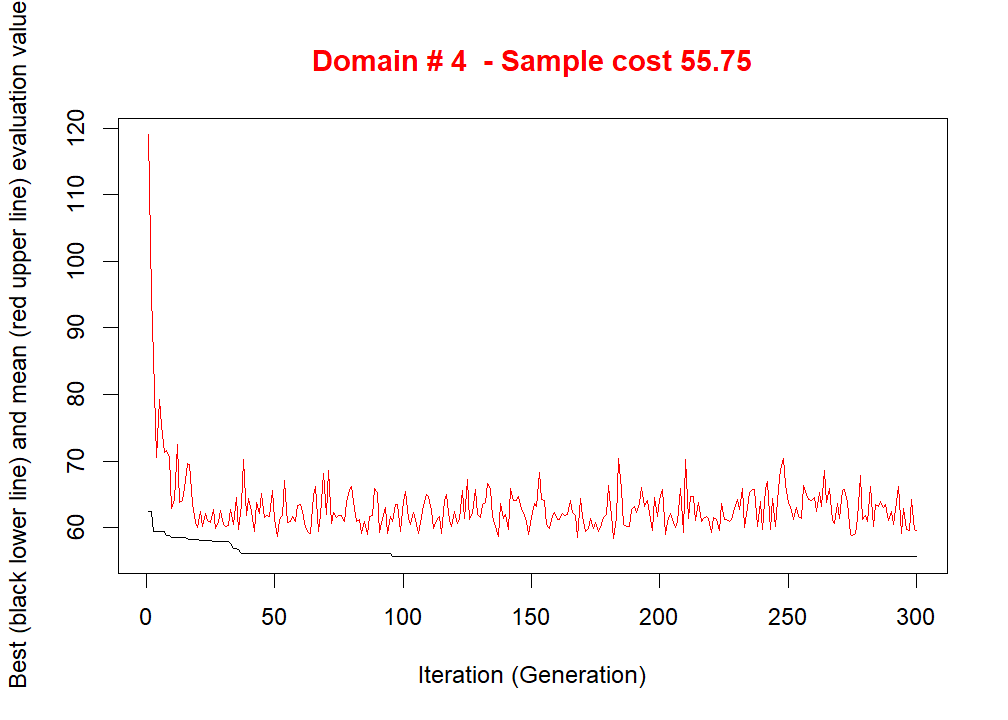 Domain # 4  - Sample cost 55.75
Best (black lower line) and mean (red upper line) evaluation value
120
110
100
90
80
70
60
0 50 100 150 200 250 300
Iteration (Generation)